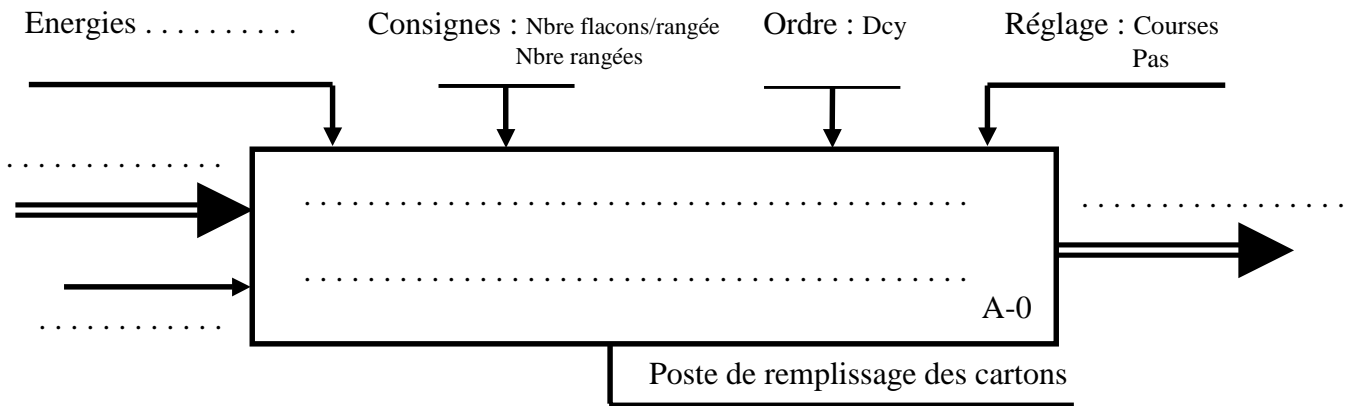 Energies . . . . . . . . . .
Consignes : Nbre flacons/rangée
Nbre rangées
Ordre : Dcy
Réglage : Courses
Pas
. . . . . . . . . . . . . .
. . . . . . . . . . . . . . . . . . . . . . . . . . . . . . . . . . . . . . . . .
. . . . . . . . . . . . . . . . .
. . . . . . . . . . . . . . . . . . . . . . . . . . . . . . . . . . . . . . . . .
A-0
. . . . . . . . . . . .
Poste de remplissage des cartons